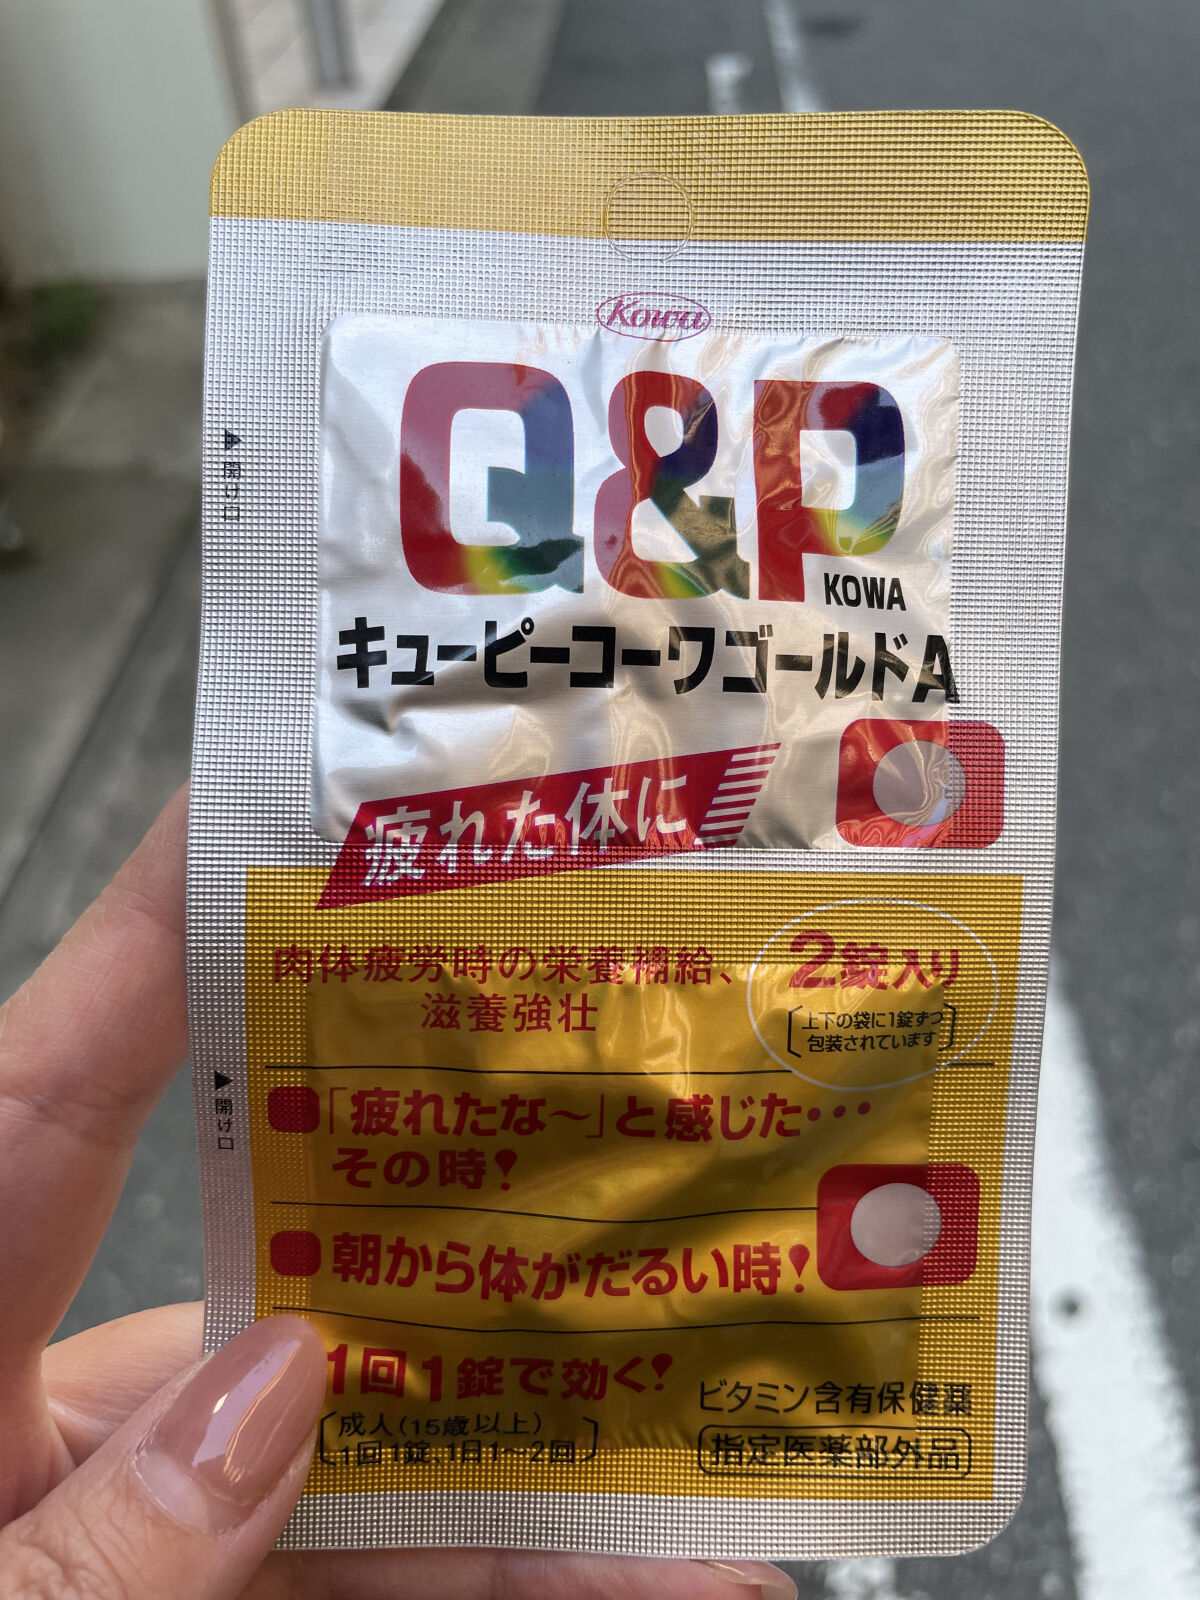 Kowa
Q&P
KOWA
キューピーコーワゴールドA
疲れた体に
肉体疲労時の栄養補給、
滋養強壮
2錠入り
上下の袋に1錠ずつ
包装されています
「疲れたな〜」と感じた・・・
その時!
朝から体がだるい時!
1回1錠で効く!
成人(15歳以上)
1回1錠、1日1〜2回
ビタミン含有保健薬
指定医薬部外品
▶開け口
▶開け口